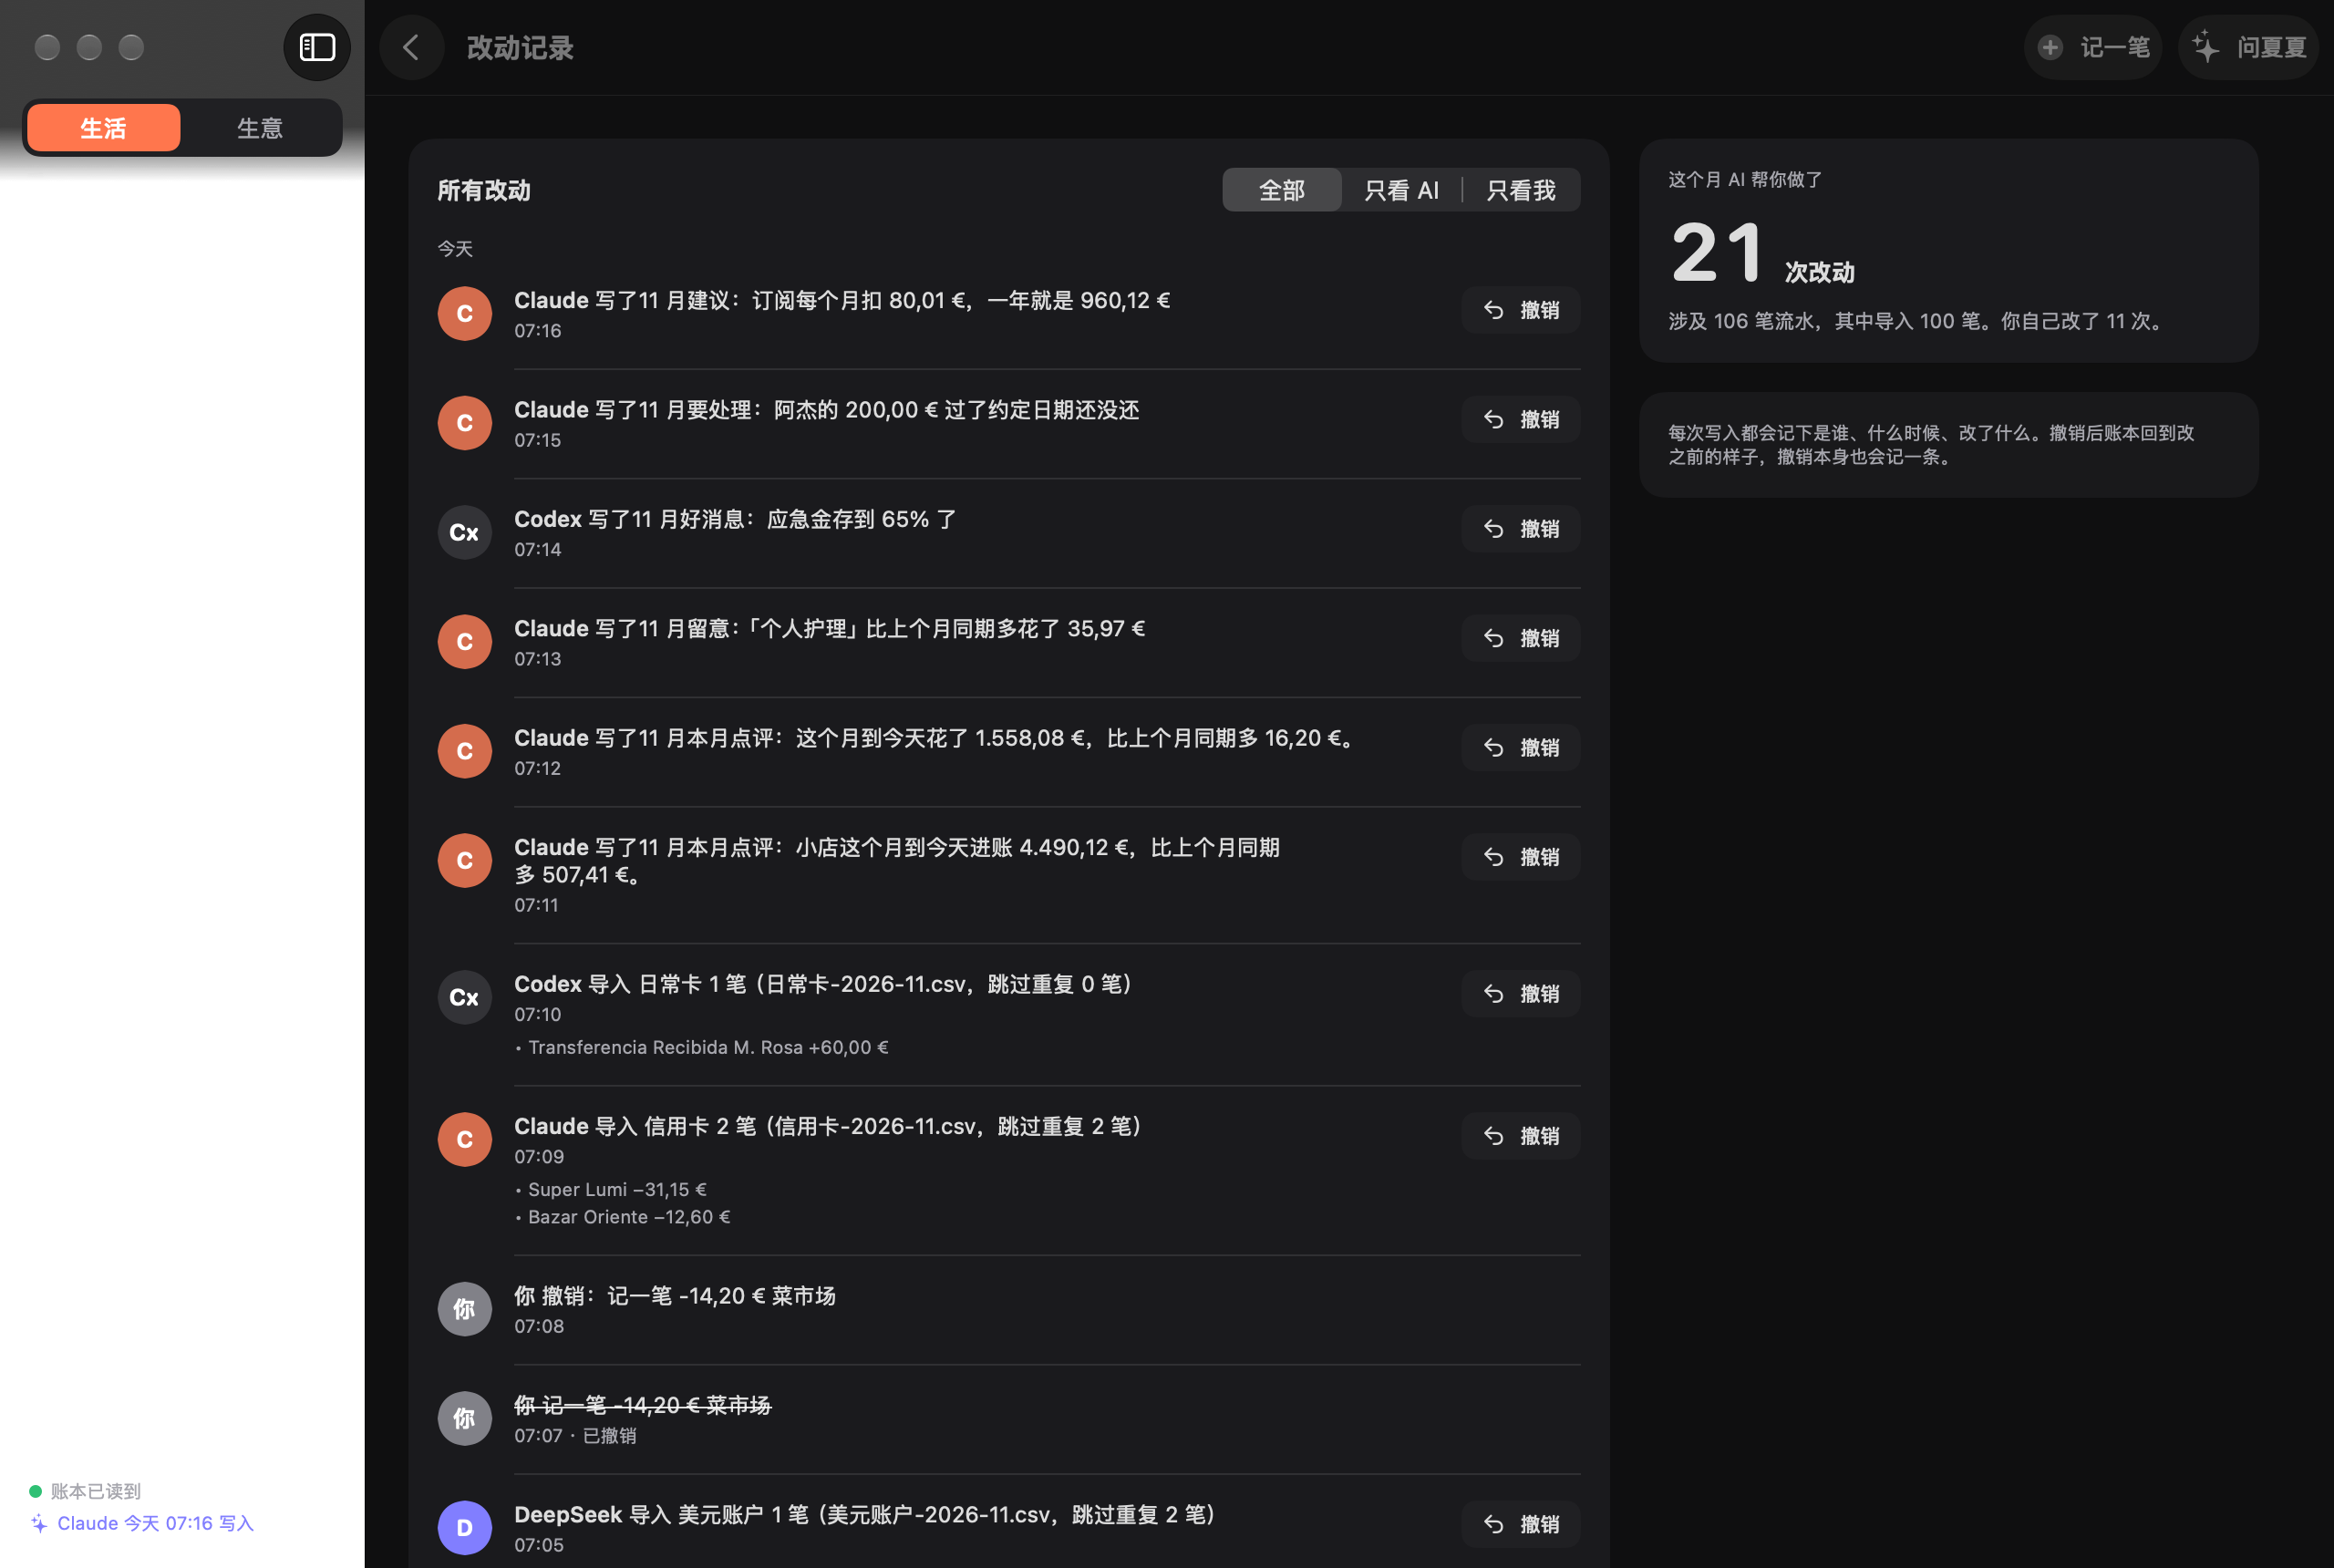 生活
生意
账本已读到
Claude 今天 07:16 写入
改动记录
记一笔
问夏夏
所有改动
全部
只看 AI
只看我
今天
C
Claude 写了11 月建议：订阅每个月扣 80,01 €，一年就是 960,12 €
07:16
撤销
C
Claude 写了11 月要处理：阿杰的 200,00 € 过了约定日期还没还
07:15
撤销
Cx
Codex 写了11 月好消息：应急金存到 65% 了
07:14
撤销
C
Claude 写了11 月留意：「个人护理」比上个月同期多花了 35,97 €
07:13
撤销
C
Claude 写了11 月本月点评：这个月到今天花了 1.558,08 €，比上个月同期多 16,20 €。
07:12
撤销
C
Claude 写了11 月本月点评：小店这个月到今天进账 4.490,12 €，比上个月同期
多 507,41 €。
07:11
撤销
Cx
Codex 导入 日常卡 1 笔（日常卡-2026-11.csv，跳过重复 0 笔）
07:10
• Transferencia Recibida M. Rosa +60,00 €
撤销
C
Claude 导入 信用卡 2 笔（信用卡-2026-11.csv，跳过重复 2 笔）
07:09
• Super Lumi −31,15 €
• Bazar Oriente −12,60 €
撤销
你
你 撤销：记一笔 -14,20 € 菜市场
07:08
你
你 记一笔 -14,20 € 菜市场
07:07 · 已撤销
D
DeepSeek 导入 美元账户 1 笔（美元账户-2026-11.csv，跳过重复 2 笔）
07:05
撤销
这个月 AI 帮你做了
21 次改动
涉及 106 笔流水，其中导入 100 笔。你自己改了 11 次。
每次写入都会记下是谁、什么时候、改了什么。撤销后账本回到改
之前的样子，撤销本身也会记一条。